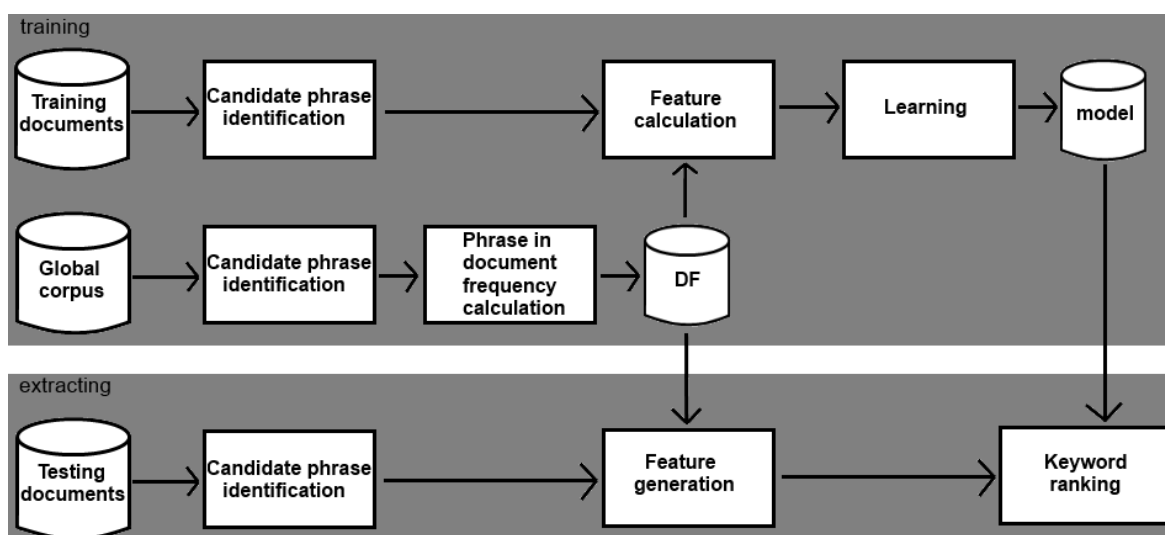 training
Training
documents
Candidate phrase
identification
Feature
calculation
Learning
model
Global
corpus
Candidate phrase
identification
Phrase in
document
frequency
calculation
DF
extracting
Testing
documents
Candidate phrase
identification
Feature
generation
Keyword
ranking